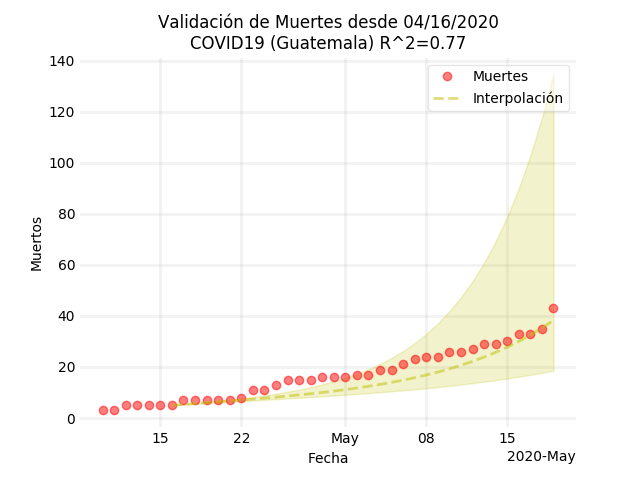 Validación de Muertes desde 04/16/2020
COVID19 (Guatemala) R^2=0.77
Muertes
Interpolación
140
120
100
80
60
40
20
0
Muertos
15
22
May
08
15
Fecha
2020-May